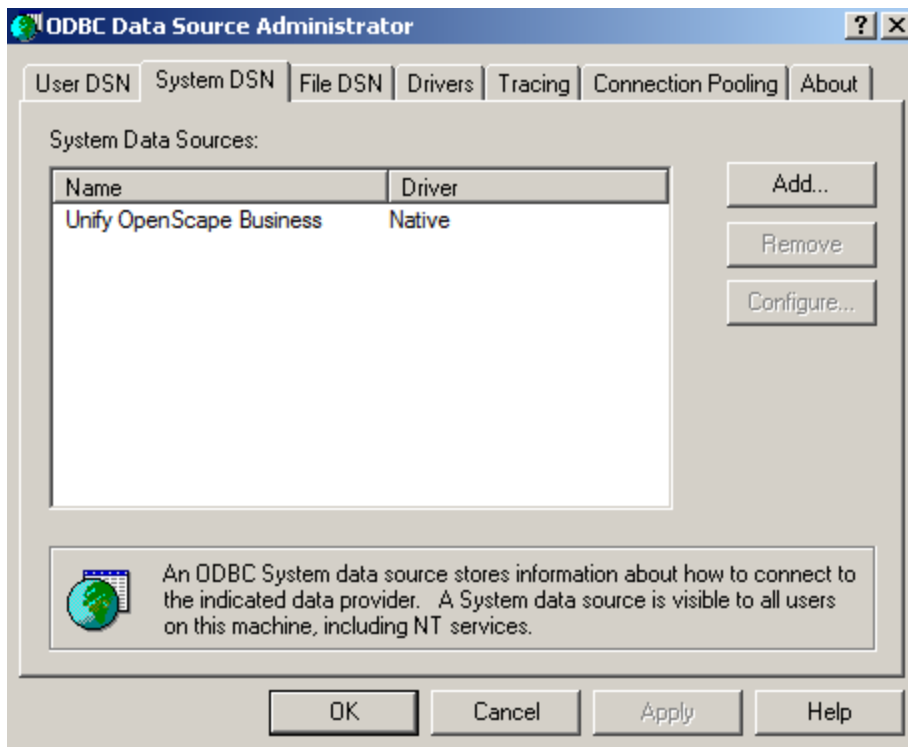 ODBC Data Source Administrator
User DSN System DSN File DSN Drivers Tracing Connection Pooling About
System Data Sources:
Name Driver
Unify OpenScape Business Native
Add...
Remove
Configure...
An ODBC System data source stores information about how to connect to
the indicated data provider. A System data source is visible to all users
on this machine, including NT services.
OK Cancel Apply Help